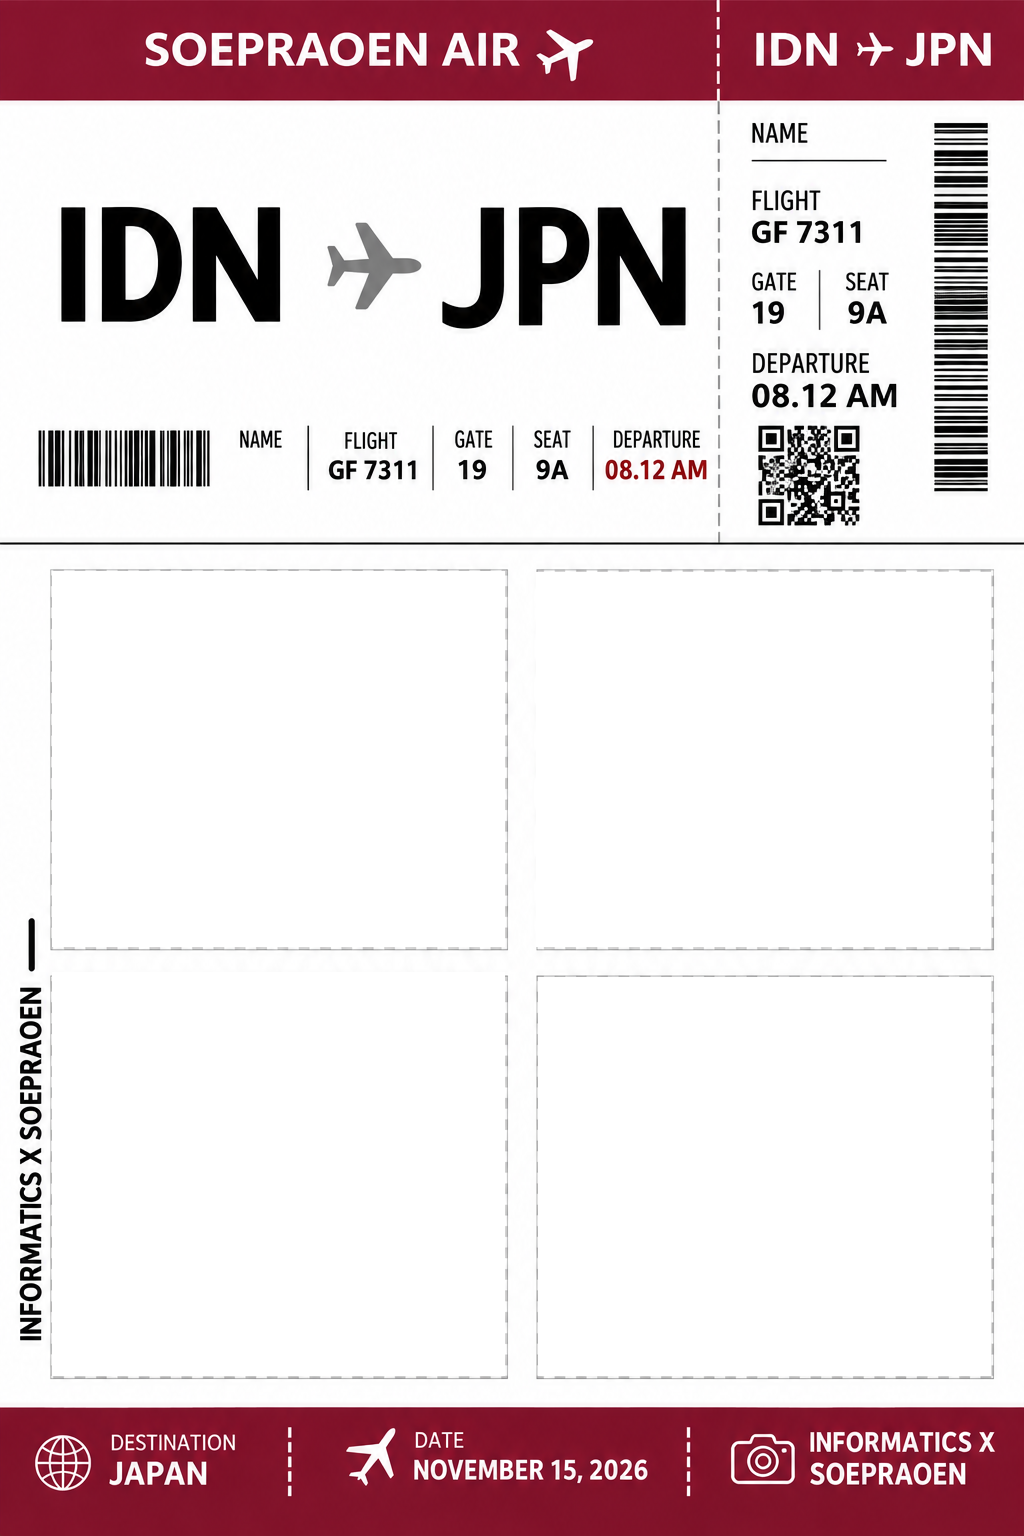 SOEPRAOEN AIR
IDN JPN
IDN JPN
NAME
FLIGHT
GF 7311
GATE
19
SEAT
9A
DEPARTURE
08.12 AM
NAME
FLIGHT
GF 7311
GATE
19
SEAT
9A
DEPARTURE
08.12 AM
INFORMATICS X SOEPRAOEN
DESTINATION
JAPAN
DATE
NOVEMBER 15, 2026
INFORMATICS X
SOEPRAOEN